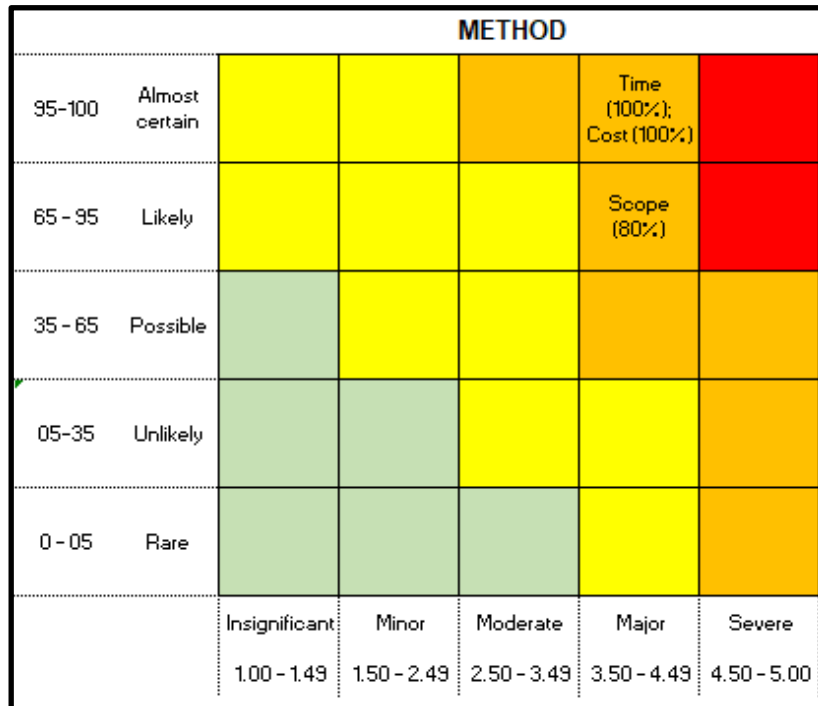 METHOD
95-100 Almost certain
Time (100%); Cost (100%)
65 - 95 Likely
Scope (80%)
35 - 65 Possible
05-35 Unlikely
0 - 05 Rare
Insignificant Minor Moderate Major Severe
1.00 - 1.49 1.50 - 2.49 2.50 - 3.49 3.50 - 4.49 4.50 - 5.00